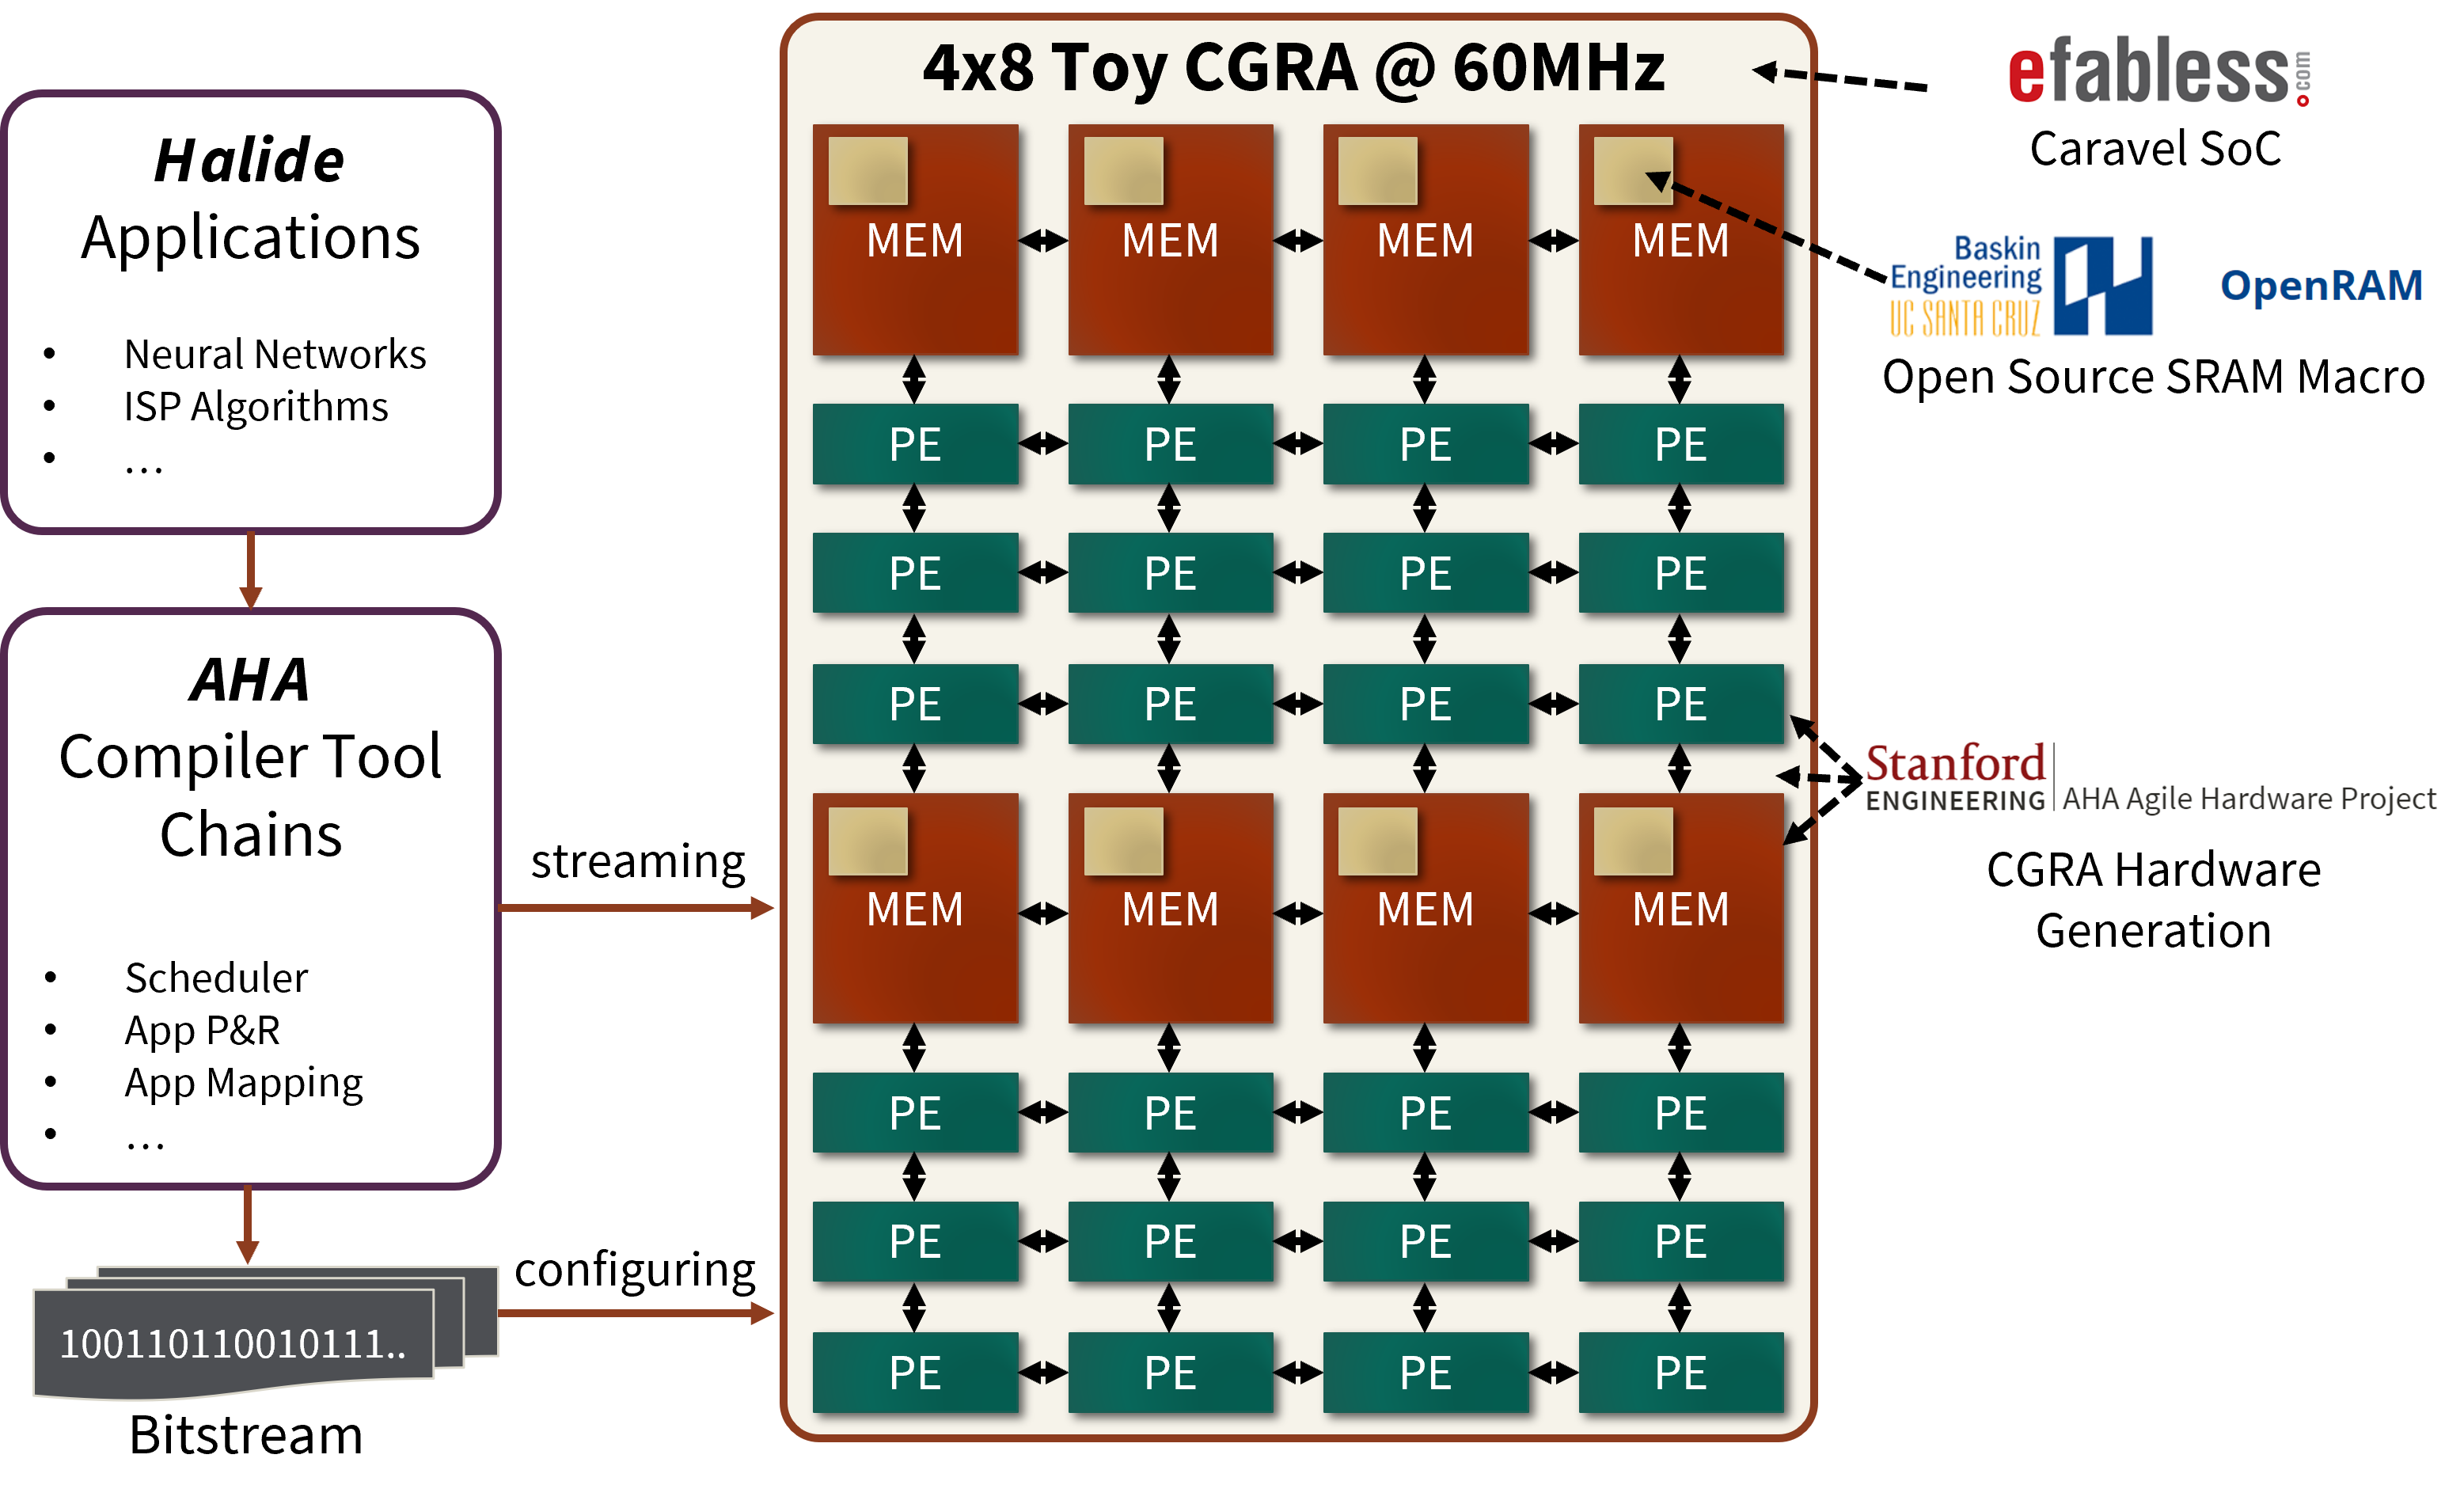 Halide
Applications
• Neural Networks
• ISP Algorithms
• ...
AHA
Compiler Tool
Chains
• Scheduler
• App P&R
• App Mapping
• ...
100110110010111..
Bitstream
streaming
configuring
4x8 Toy CGRA @ 60MHz
MEM MEM MEM MEM
PE PE PE PE
PE PE PE PE
PE PE PE PE
MEM MEM MEM MEM
PE PE PE PE
PE PE PE PE
PE PE PE PE
efabless.com
Caravel SoC
Baskin
Engineering
UC SANTA CRUZ
OpenRAM
Open Source SRAM Macro
Stanford
ENGINEERING
AHA Agile Hardware Project
CGRA Hardware
Generation